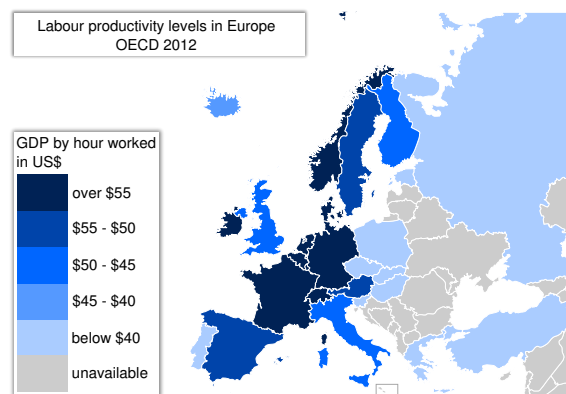 Labour productivity levels in Europe
OECD 2012
GDP by hour worked
in US$
over $55
$55 - $50
$50 - $45
$45 - $40
below $40
unavailable